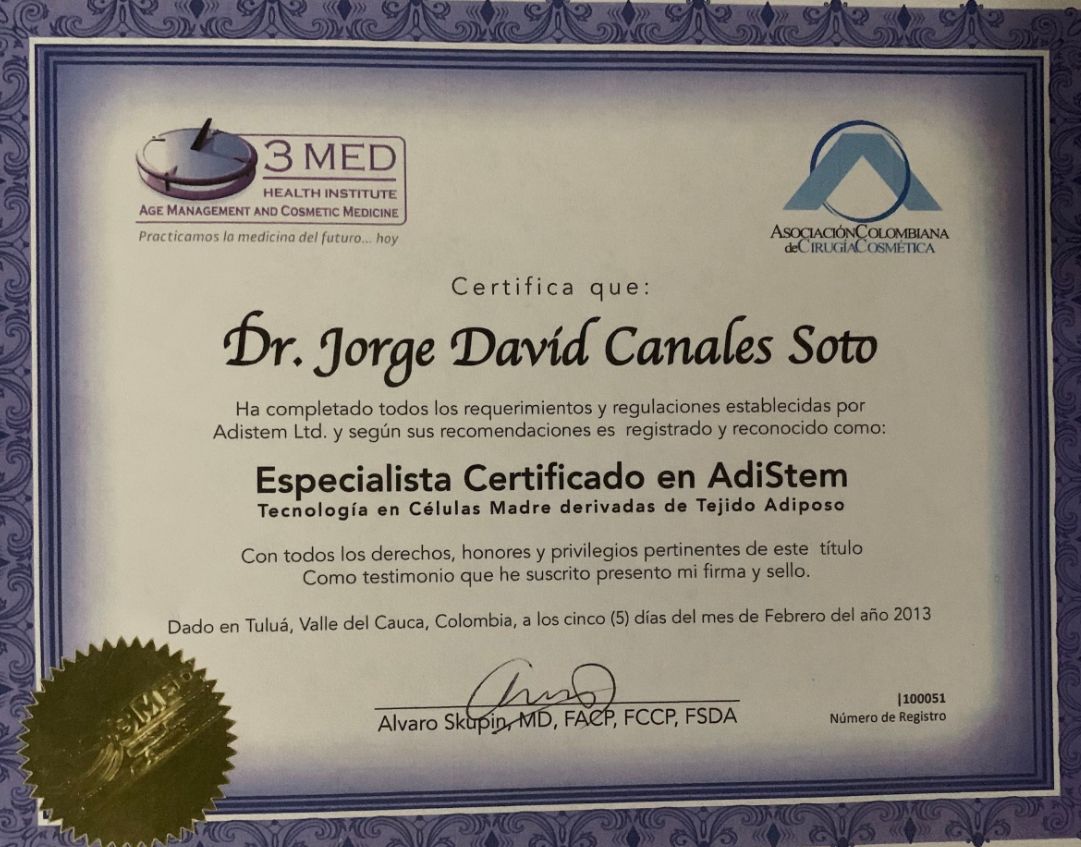 3 MED
HEALTH INSTITUTE
AGE MANAGEMENT AND COSMETIC MEDICINE
Practicamos la medicina del futuro... hoy
ASOCIACIÓNCOLOMBIANA
deCIRUGÍACOSMÉTICA
Certifica que:
Dr. Jorge David Canales Soto
Ha completado todos los requerimientos y regulaciones establecidas por
Adistem Ltd. y según sus recomendaciones es registrado y reconocido como:
Especialista Certificado en AdiStem
Tecnología en Células Madre derivadas de Tejido Adiposo
Con todos los derechos, honores y privilegios pertinentes de este título
Como testimonio que he suscrito presento mi firma y sello.
Dado en Tuluá, Valle del Cauca, Colombia, a los cinco (5) días del mes de Febrero del año 2013
Alvaro Skupin, MD, FACP, FCCP, FSDA
|100051
Número de Registro